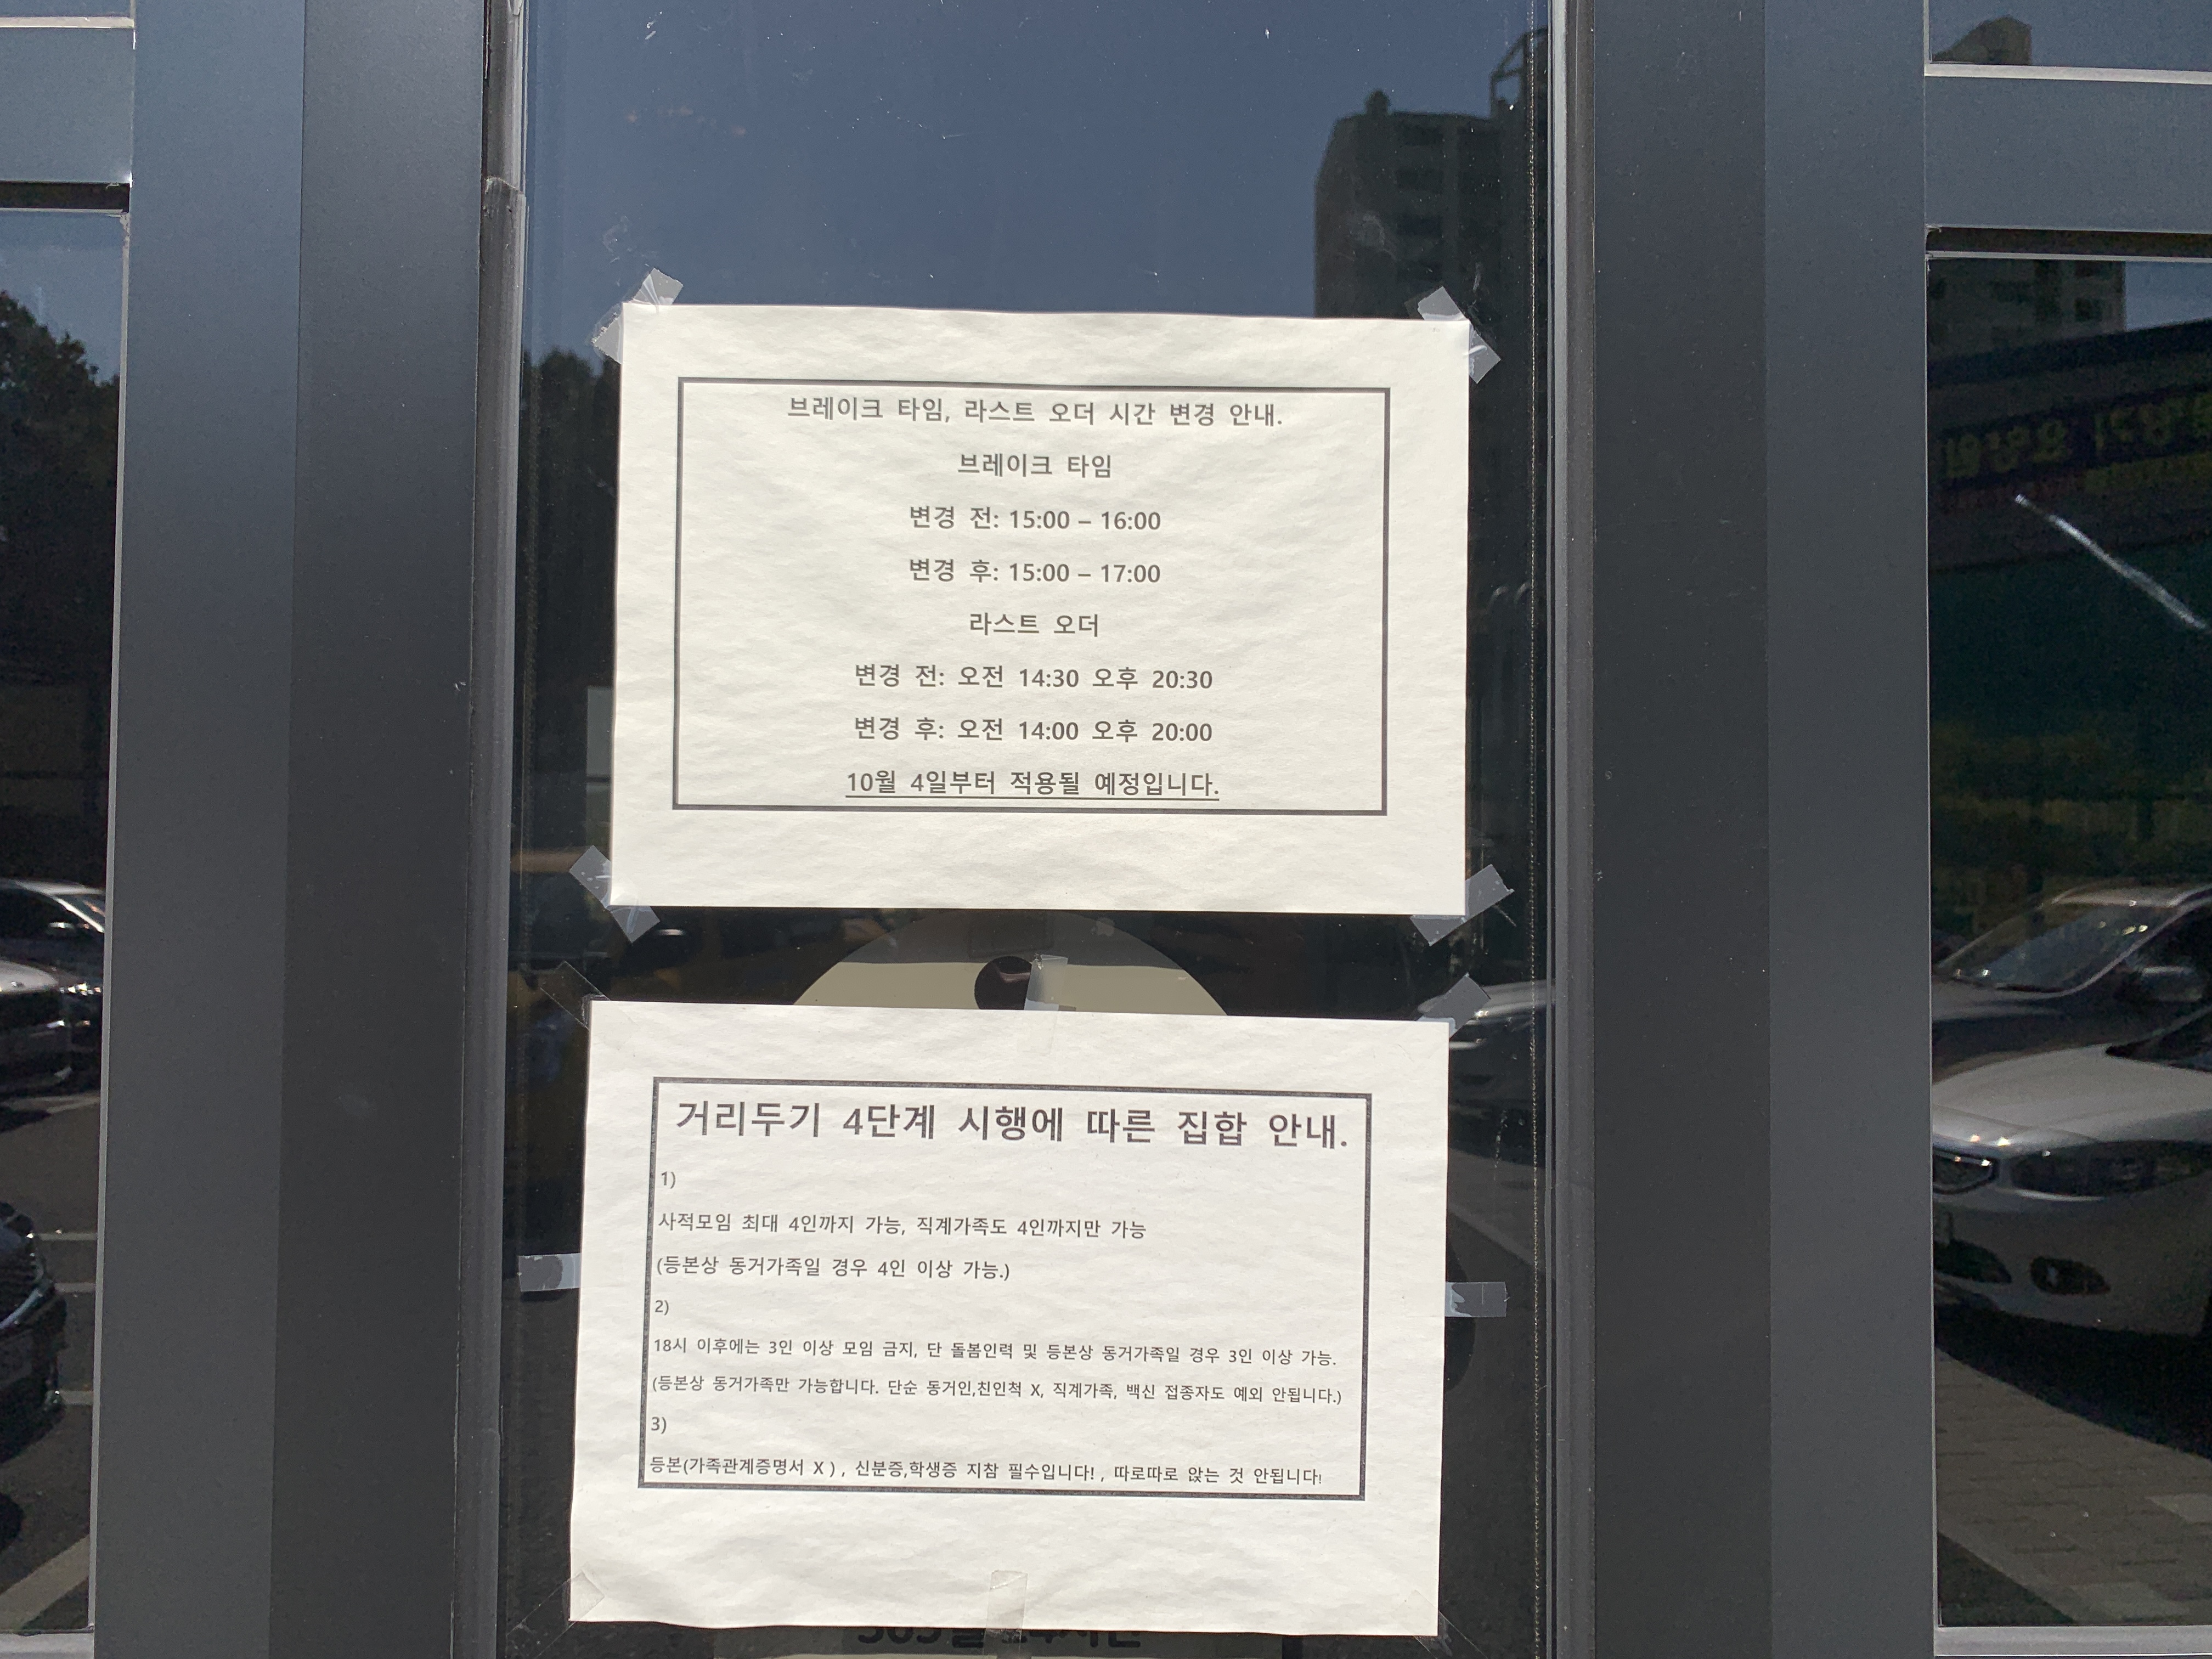 브레이크 타임, 라스트 오더 시간 변경 안내.
브레이크 타임
변경 전: 15:00 – 16:00
변경 후: 15:00 – 17:00
라스트 오더
변경 전: 오전 14:30 오후 20:30
변경 후: 오전 14:00 오후 20:00
10월 4일부터 적용될 예정입니다.
거리두기 4단계 시행에 따른 집합 안내.
1)
사적모임 최대 4인까지 가능, 직계가족도 4인까지만 가능
(등본상 동거가족일 경우 4인 이상 가능.)
2)
18시 이후에는 3인 이상 모임 금지, 단 돌봄인력 및 등본상 동거가족일 경우 3인 이상 가능.
(등본상 동거가족만 가능합니다. 단순 동거인,친인척 X, 직계가족, 백신 접종자도 예외 안됩니다.)
3)
등본(가족관계증명서 X ) , 신분증,학생증 지참 필수입니다! , 따로따로 앉는 것 안됩니다!